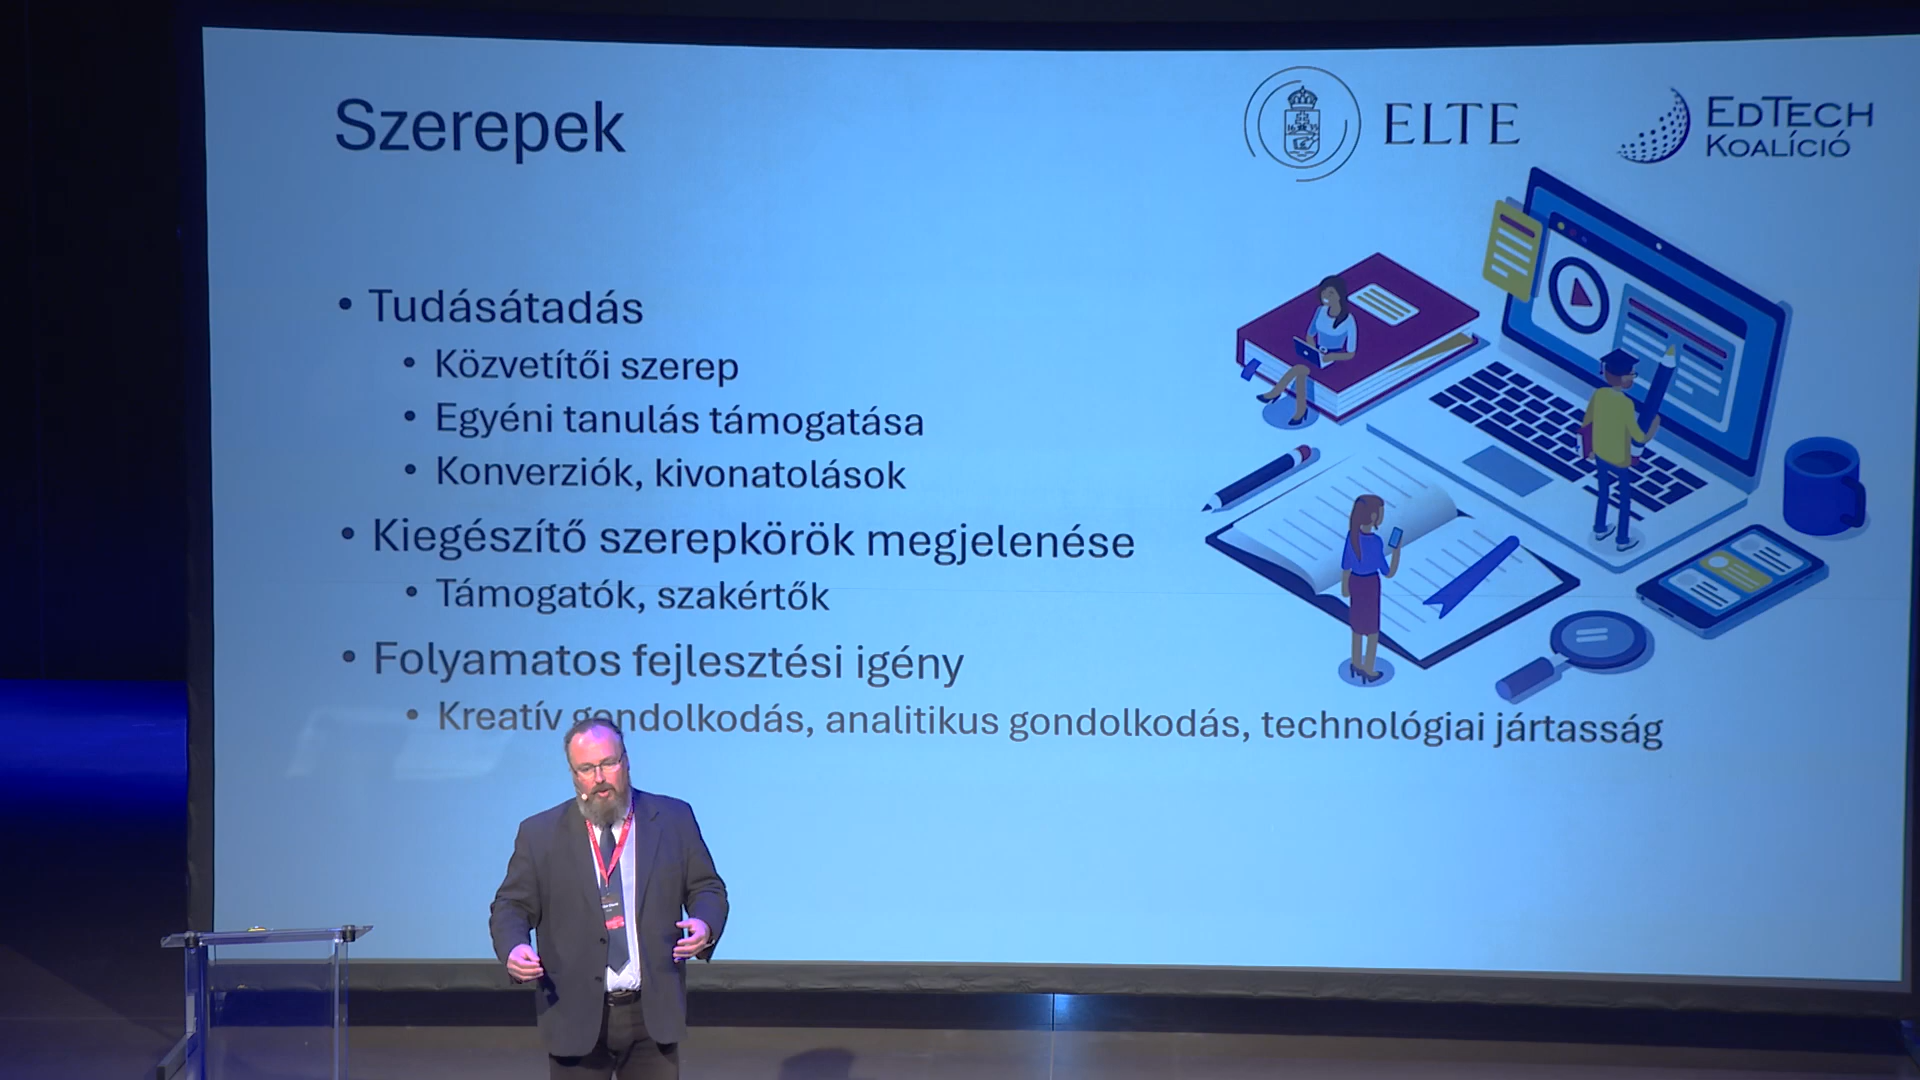 Szerepek
ELTE
EDTECH
KOALÍCIÓ
• Tudásátadás
• Közvetítői szerep
• Egyéni tanulás támogatása
• Konverziók, kivonatolások
• Kiegészítő szerepkörök megjelenése
• Támogatók, szakértők
• Folyamatos fejlesztési igény
• Kreatív gondolkodás, analitikus gondolkodás, technológiai jártasság